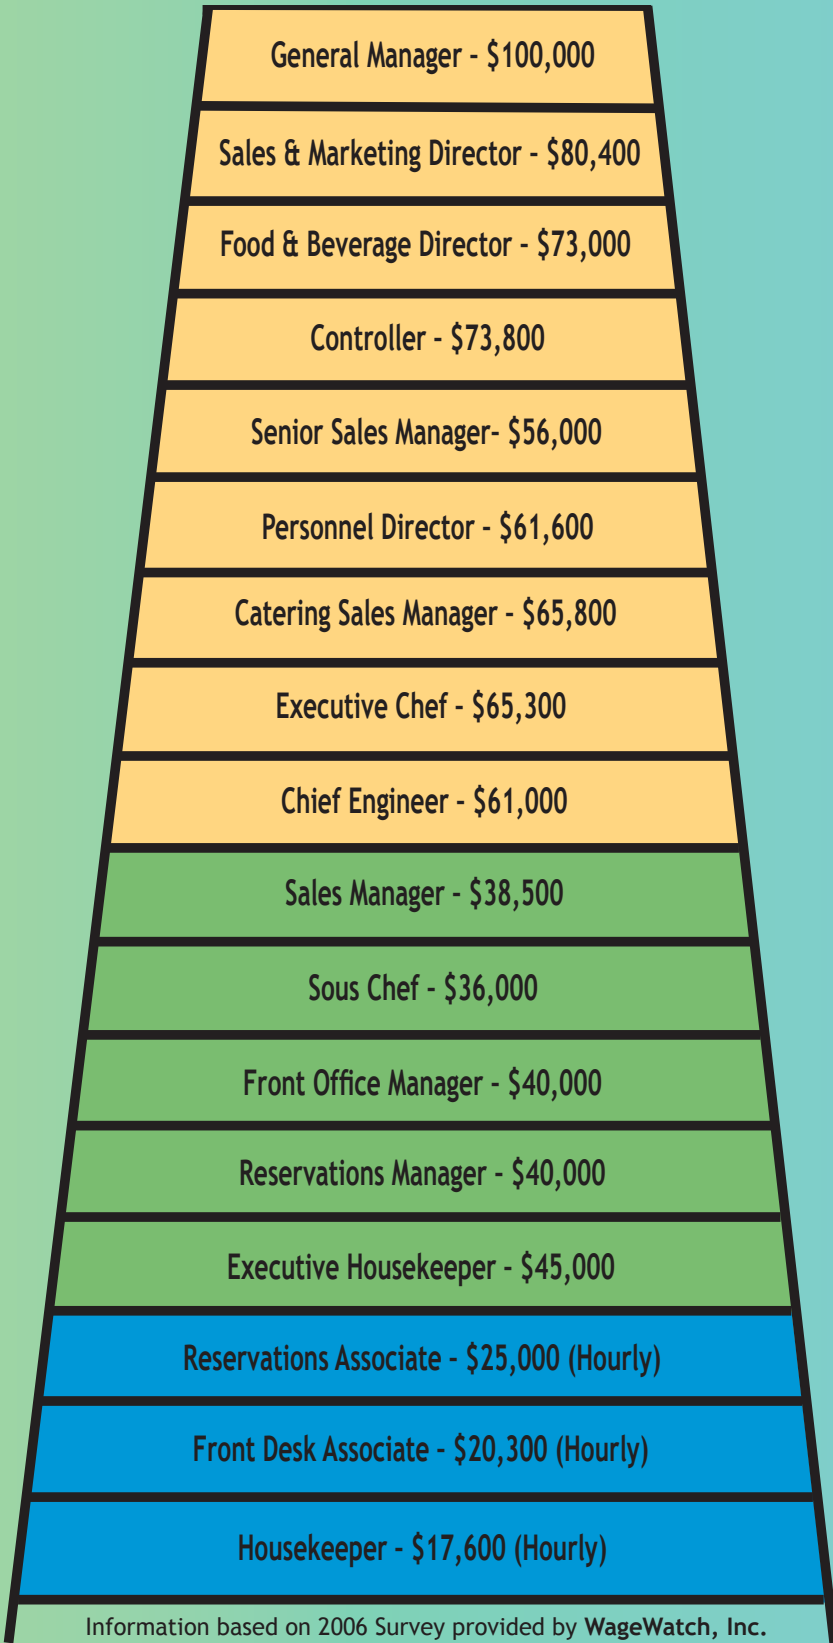 General Manager - $100,000
Sales & Marketing Director - $80,400
Food & Beverage Director - $73,000
Controller - $73,800
Senior Sales Manager- $56,000
Personnel Director - $61,600
Catering Sales Manager - $65,800
Executive Chef - $65,300
Chief Engineer - $61,000
Sales Manager - $38,500
Sous Chef - $36,000
Front Office Manager - $40,000
Reservations Manager - $40,000
Executive Housekeeper - $45,000
Reservations Associate - $25,000 (Hourly)
Front Desk Associate - $20,300 (Hourly)
Housekeeper - $17,600 (Hourly)
Information based on 2006 Survey provided by WageWatch, Inc.